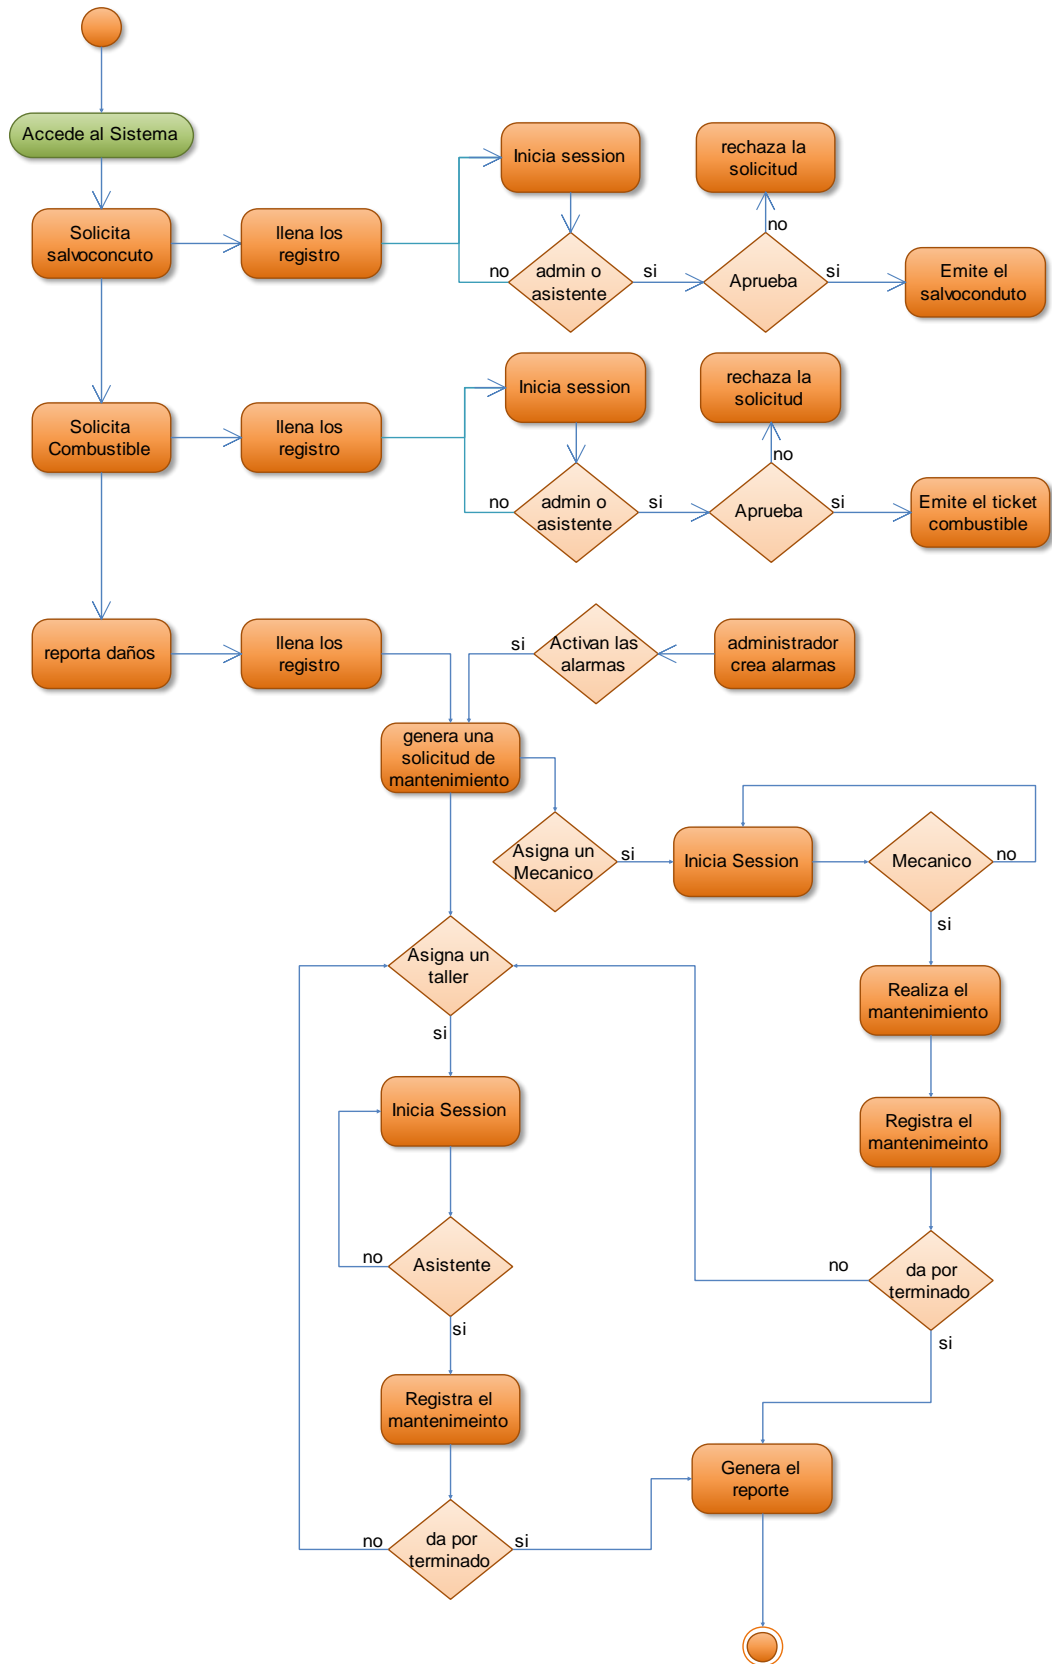 Accede al Sistema
Solicita
salvoconcuto
llena los
registro
Inicia session
no
admin o
asistente
si
rechaza la
solicitud
no
Aprueba
si
Emite el
salvoconduto
Solicita
Combustible
llena los
registro
Inicia session
no
admin o
asistente
si
rechaza la
solicitud
no
Aprueba
si
Emite el ticket
combustible
reporta daños
llena los
registro
si
Activan las
alarmas
administrador
crea alarmas
genera una
solicitud de
mantenimiento
Asigna un
Mecanico
si
Inicia Session
Mecanico
no
si
Asigna un
taller
si
Realiza el
mantenimiento
Inicia Session
Registra el
mantenimeinto
no
Asistente
si
no
da por
terminado
si
Registra el
mantenimeinto
Genera el
reporte
no
da por
terminado
si